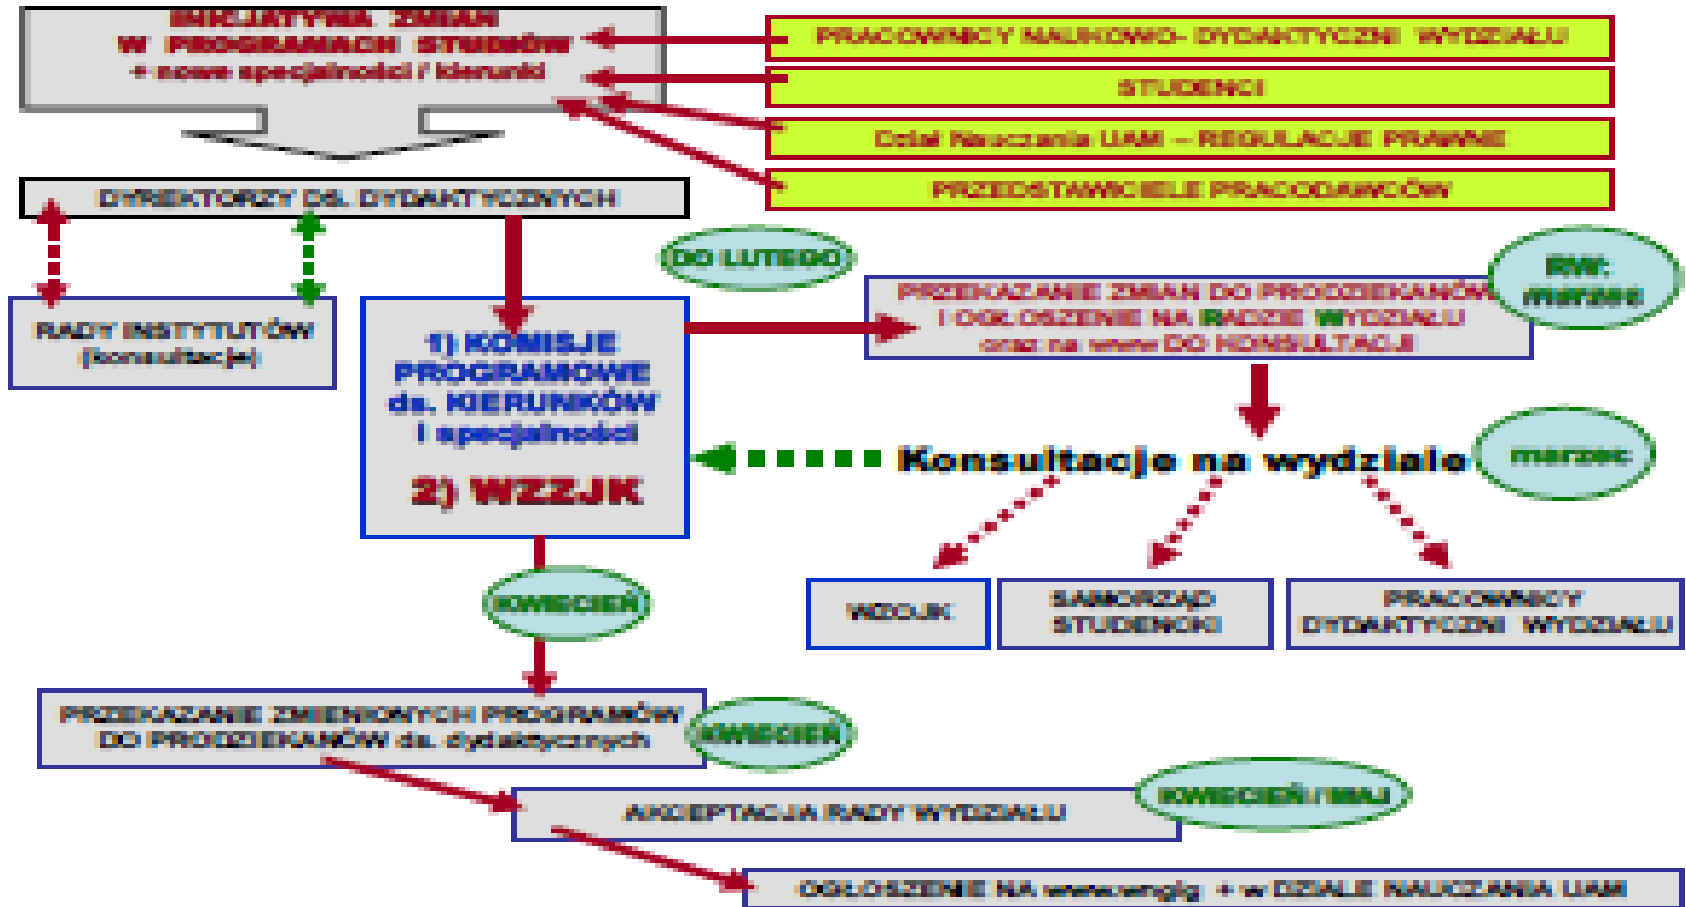 INICJATYWA ZMIAN
W PROGRAMACH STUDIÓW
+ nowe specjalności / kierunki
PRACOWNICY NAUKOWO- DYDAKTYCZNI WYDZIAŁU
STUDENCI
Dział Nauczania UAM – REGULACJE PRAWNE
PRZEDSTAWICIELE PRACODAWCÓW
DYREKTORZY DS. DYDAKTYCZNYCH
DO LUTEGO
RW:
marzec
RADY INSTYTUTÓW
(konsultacje)
1) KOMISJE
PROGRAMOWE
ds. KIERUNKÓW
i specjalności
2) WZZJK
PRZEKAZANIE ZMIAN DO PRODZIEKANÓW
I OGŁOSZENIE NA RADZIE WYDZIAŁU
oraz na www DO KONSULTACJI
Konsultacje na wydziale
marzec
WZOJK
SAMORZĄD
STUDENCKI
PRACOWNICY
DYDAKTYCZNI WYDZIAŁU
KWIECIEŃ
PRZEKAZANIE ZMIENIONYCH PROGRAMÓW
DO PRODZIEKANÓW ds. dydaktycznych
KWIECIEŃ
AKCEPTACJA RADY WYDZIAŁU
KWIECIEŃ / MAJ
OGŁOSZENIE NA www.wngig + w DZIALE NAUCZANIA UAM